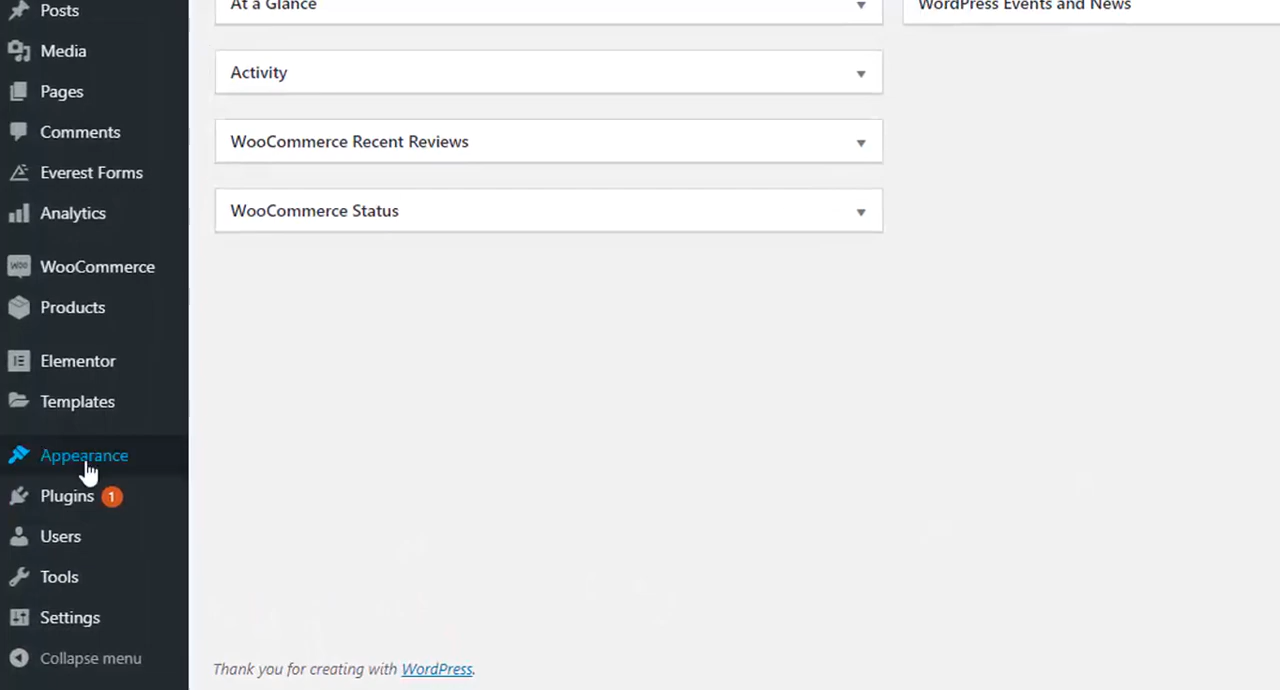 Posts
Media
Pages
Comments
Everest Forms
Analytics
WooCommerce
Products
Elementor
Templates
Appearance
Plugins 1
Users
Tools
Settings
Collapse menu
At a Glance
Activity
WooCommerce Recent Reviews
WooCommerce Status
WordPress Events and News
Thank you for creating with WordPress.